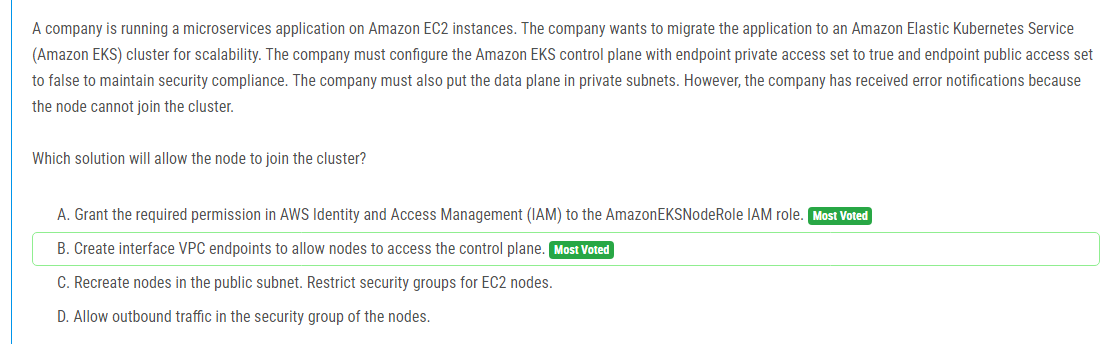 A company is running a microservices application on Amazon EC2 instances. The company wants to migrate the application to an Amazon Elastic Kubernetes Service
(Amazon EKS) cluster for scalability. The company must configure the Amazon EKS control plane with endpoint private access set to true and endpoint public access set
to false to maintain security compliance. The company must also put the data plane in private subnets. However, the company has received error notifications because
the node cannot join the cluster.
Which solution will allow the node to join the cluster?
A. Grant the required permission in AWS Identity and Access Management (IAM) to the AmazonEKSNodeRole IAM role. Most Voted
B. Create interface VPC endpoints to allow nodes to access the control plane. Most Voted
C. Recreate nodes in the public subnet. Restrict security groups for EC2 nodes.
D. Allow outbound traffic in the security group of the nodes.